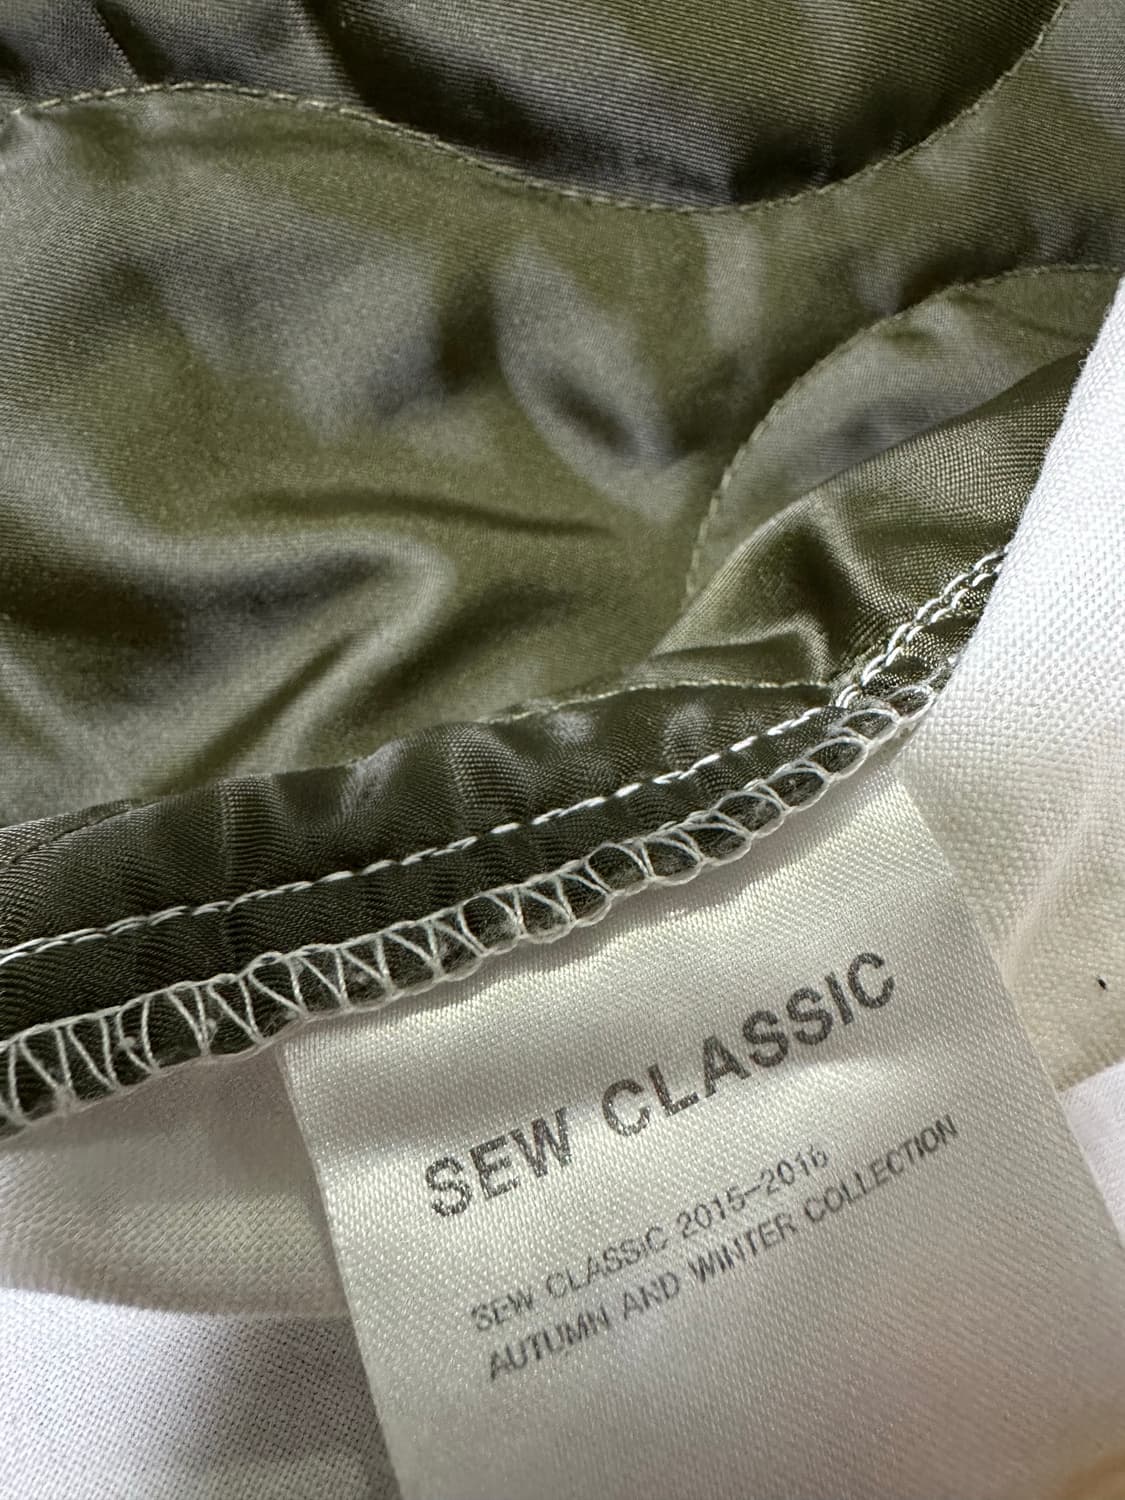 SEW CLASSIC
SEW CLASSIC 2015-2016
AUTUMN AND WINTER COLLECTION